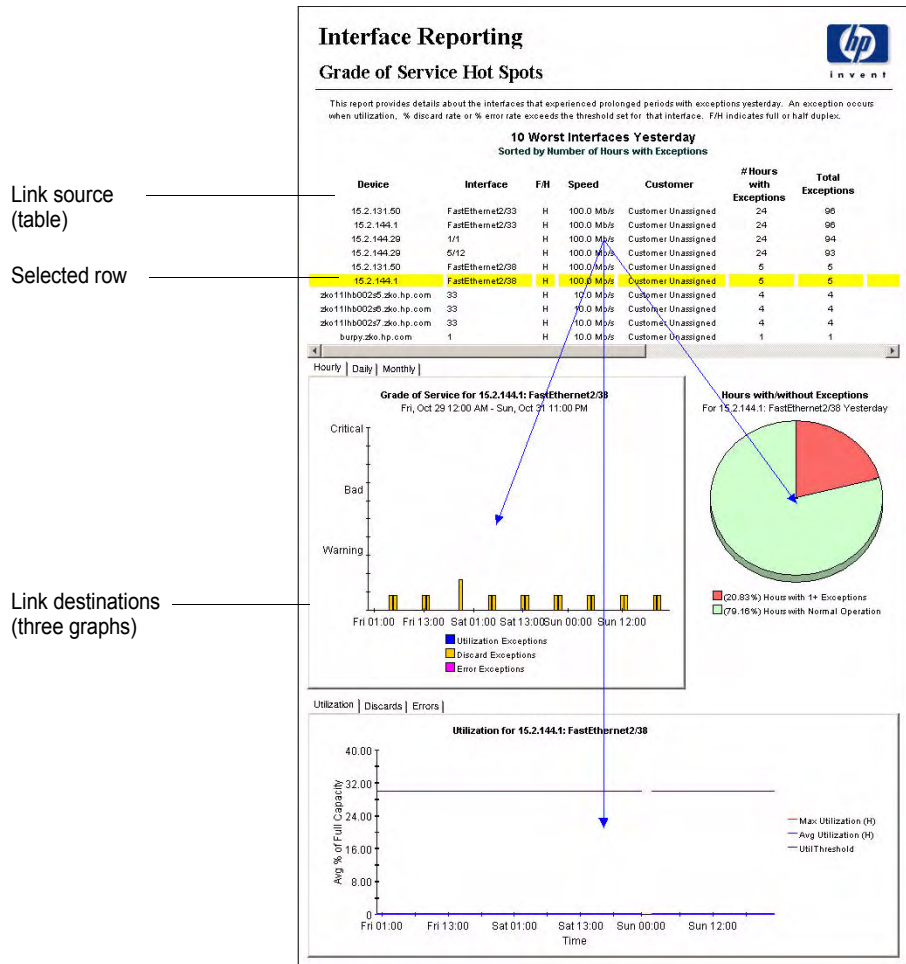 Interface Reporting
hp
invent
Grade of Service Hot Spots
This report provides details about the interfaces that experienced prolonged periods with exceptions yesterday. An exception occurs
when utilization, % discard rate or % error rate exceeds the threshold set for that interface. F/H indicates full or half duplex.
10 Worst Interfaces Yesterday
Sorted by Number of Hours with Exceptions
Device Interface F/H Speed Customer # Hours with Exceptions Total Exceptions
15.2.131.50 FastEthernet2/33 H 100.0 Mb/s Customer Unassigned 24 96
15.2.144.1 FastEthernet2/33 H 100.0 Mb/s Customer Unassigned 24 96
15.2.144.29 1/1 H 100.0 Mb/s Customer Unassigned 24 94
15.2.144.29 5/12 H 100.0 Mb/s Customer Unassigned 24 93
15.2.131.50 FastEthernet2/38 H 100.0 Mb/s Customer Unassigned 5 5
15.2.144.1 FastEthernet2/38 H 100.0 Mb/s Customer Unassigned 5 5
zko11lhb002s5.zko.hp.com 33 H 10.0 Mb/s Customer Unassigned 4 4
zko11lhb002s6.zko.hp.com 33 H 10.0 Mb/s Customer Unassigned 4 4
zko11lhb002s7.zko.hp.com 33 H 10.0 Mb/s Customer Unassigned 4 4
burpy.zko.hp.com 1 H 10.0 Mb/s Customer Unassigned 1 1
Link source
(table)
Selected row
Hourly | Daily | Monthly |
Grade of Service for 15.2.144.1: FastEthernet2/38
Fri, Oct 29 12:00 AM - Sun, Oct 31 11:00 PM
Critical
Bad
Warning
Fri 01:00 Fri 13:00 Sat 01:00 Sat 13:00 Sun 00:00 Sun 12:00
Utilization Exceptions
Discard Exceptions
Error Exceptions
Hours with/without Exceptions
For 15.2.144.1: FastEthernet2/38 Yesterday
(20.83%) Hours with 1+ Exceptions
(79.16%) Hours with Normal Operation
Link destinations
(three graphs)
Utilization | Discards | Errors |
Utilization for 15.2.144.1: FastEthernet2/38
Avg % of Full Capacity
40.00
32.00
24.00
16.00
8.00
0
Fri 01:00 Fri 13:00 Sat 01:00 Sat 13:00 Sun 00:00 Sun 12:00
Time
Max Utilization (H)
Avg Utilization (H)
UtilThreshold